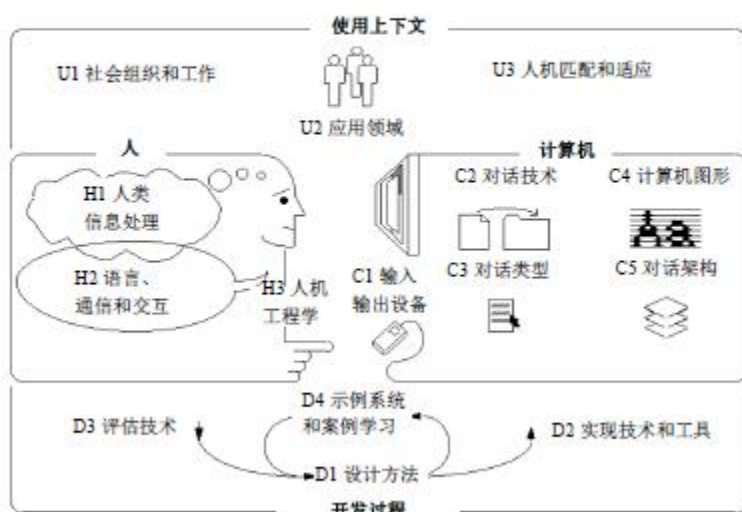 使用上下文
U1 社会组织和工作
U3 人机匹配和适应
U2 应用领域
人
计算机
H1 人类
信息处理
C2 对话技术
C4 计算机图形
Aa
H2 语言、
通信和交互
H3 人机
工程学
C1 输入
输出设备
C3 对话类型
C5 对话架构
D4 示例系统
和案例学习
D3 评估技术
D2 实现技术和工具
D1 设计方法
开发过程